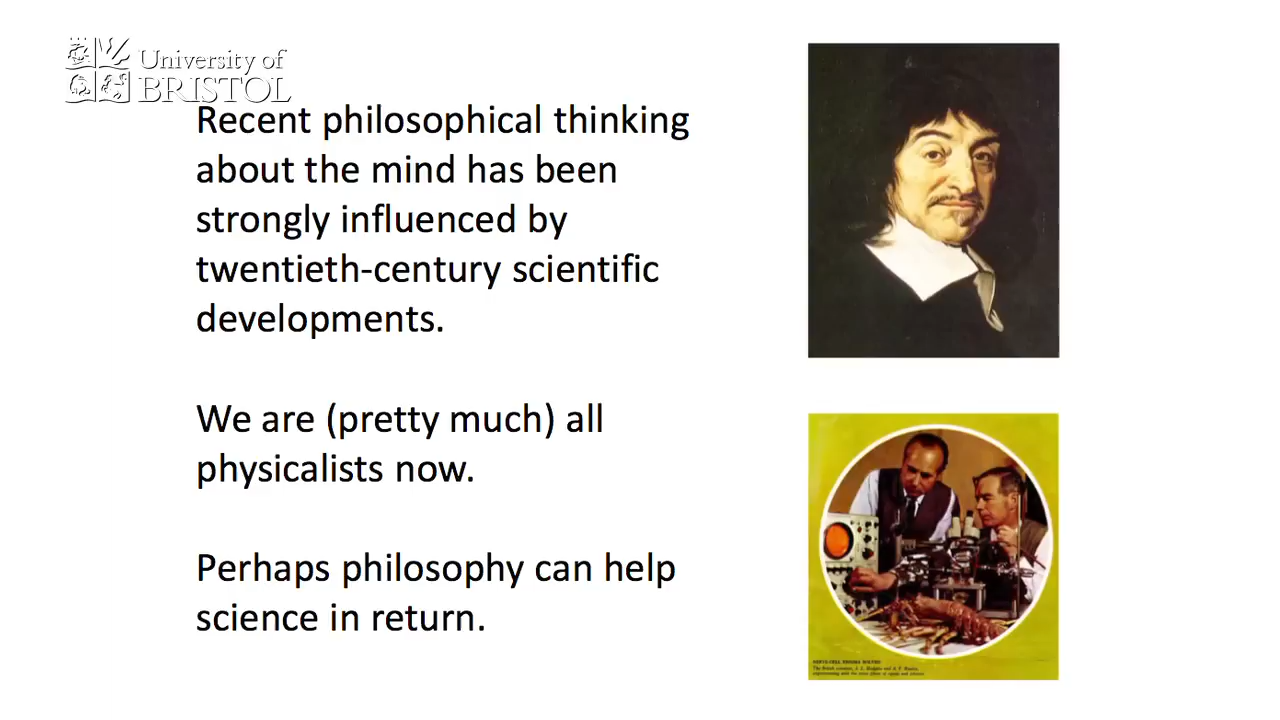 University of
BRISTOL
Recent philosophical thinking
about the mind has been
strongly influenced by
twentieth-century scientific
developments.
We are (pretty much) all
physicalists now.
Perhaps philosophy can help
science in return.